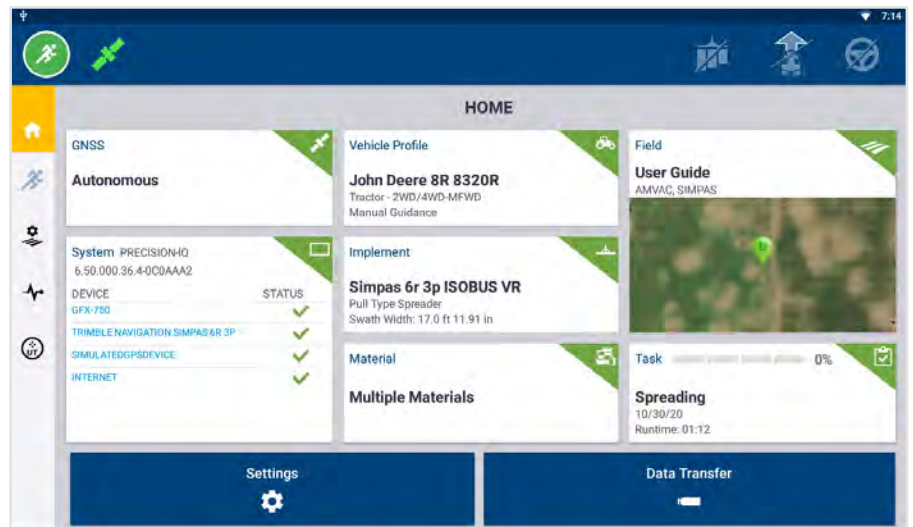 7:14
HOME
GNSS
Autonomous
Vehicle Profile
John Deere 8R 8320R
Tractor - 2WD/4WD-MFWD
Manual Guidance
Field
User Guide
AMVAC, SIMPAS
System PRECISION-IQ
6.50.000.36.4-0C0AAA2
DEVICE STATUS
GFX-750
TRIMBLE NAVIGATION SIMPAS 6R 3P
SIMULATEDGPSDEVICE
INTERNET
Implement
Simpas 6r 3p ISOBUS VR
Pull Type Spreader
Swath Width: 17.0 ft 11.91 in
Material
Multiple Materials
Task 0%
Spreading
10/30/20
Runtime: 01:12
UT
Settings
Data Transfer